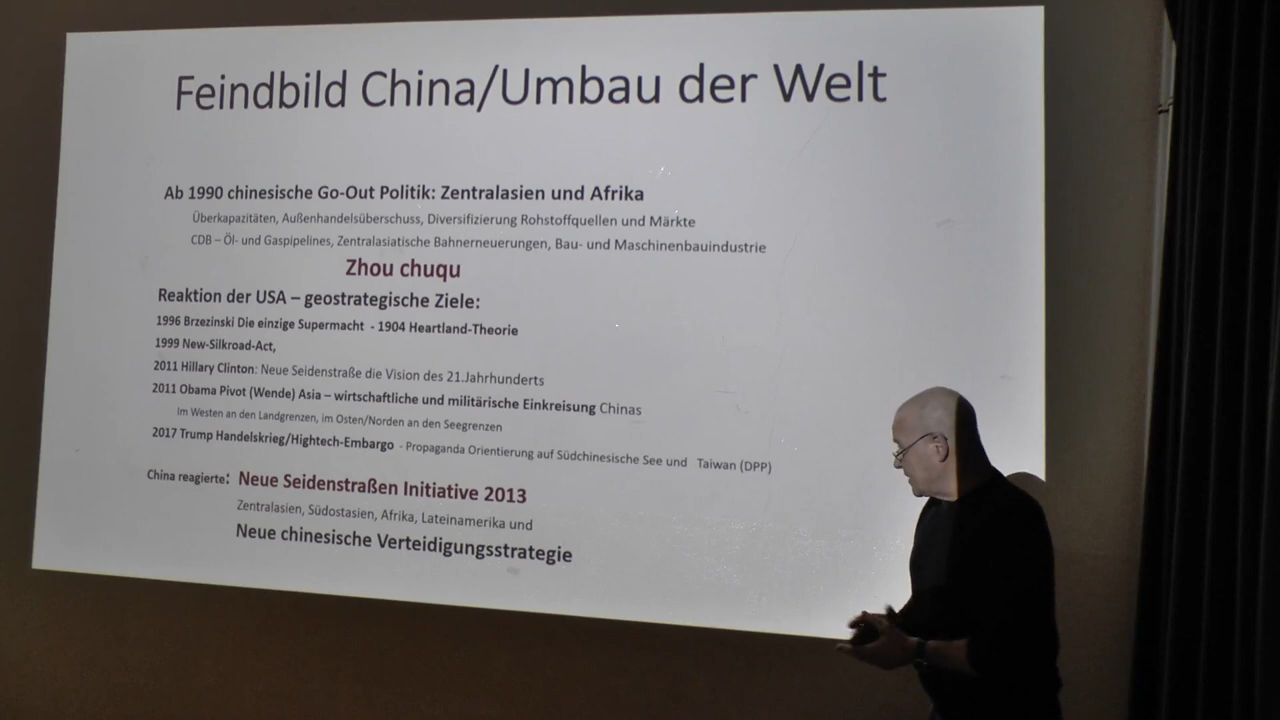 Feindbild China/Umbau der Welt
Ab 1990 chinesische Go-Out Politik: Zentralasien und Afrika
Überkapazitäten, Außenhandelsüberschuss, Diversifizierung Rohstoffquellen und Märkte
CDB – Öl- und Gaspipelines, Zentralasiatische Bahnerneuerungen, Bau- und Maschinenbauindustrie
Zhou chuqu
Reaktion der USA – geostrategische Ziele:
1996 Brzezinski Die einzige Supermacht - 1904 Heartland-Theorie
1999 New-Silkroad-Act,
2011 Hillary Clinton: Neue Seidenstraße die Vision des 21.Jahrhunderts
2011 Obama Pivot (Wende) Asia – wirtschaftliche und militärische Einkreisung Chinas
Im Westen an den Landgrenzen, im Osten/Norden an den Seegrenzen
2017 Trump Handelskrieg/Hightech-Embargo - Propaganda Orientierung auf Südchinesische See und Taiwan (DPP)
China reagierte: Neue Seidenstraßen Initiative 2013
Zentralasien, Südostasien, Afrika, Lateinamerika und
Neue chinesische Verteidigungsstrategie